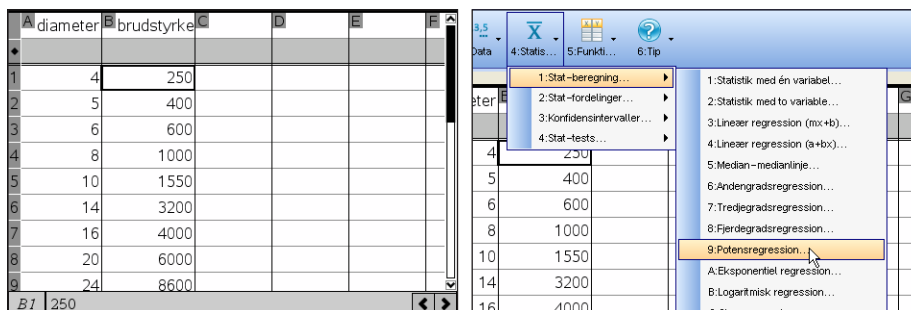 A diameter B brudstyrke C D E F
◆
1 4 250
2 5 400
3 6 600
4 8 1000
5 10 1550
6 14 3200
7 16 4000
8 20 6000
9 24 8600
B1 250
3,5
Data 4:Statis... 5:Funkti... 6:Tip
1:Stat-beregning...
2:Stat-fordelinger...
3:Konfidensintervaller...
4:Stat-tests...
1:Statistik med én variabel...
2:Statistik med to variable...
3:Lineær regression (mx+b)...
4:Lineær regression (a+bx)...
5:Median-medianlinje...
6:Andengradsregression...
7:Tredjegradsregression...
8:Fjerdegradsregression...
9:Potensregression...
A:Eksponentiel regression...
B:Logaritmisk regression...
eter G
4 250
5 400
6 600
8 1000
10 1550
14 3200
16 4000